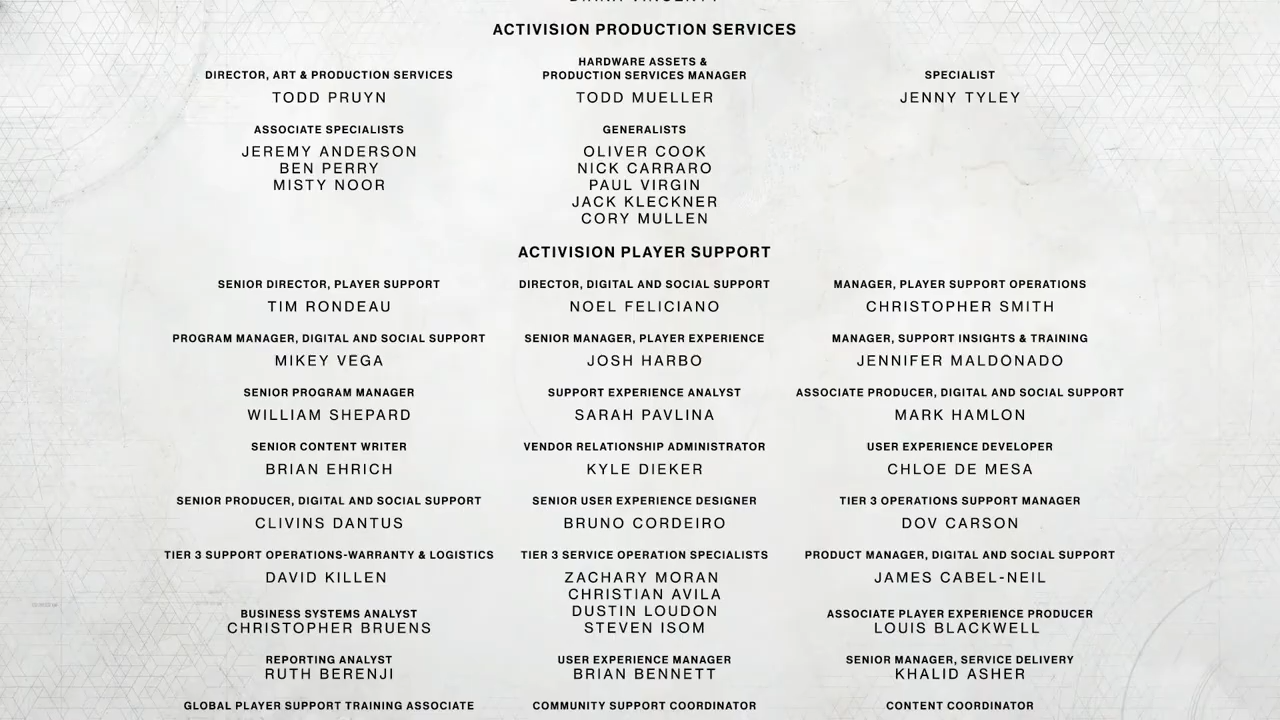 ACTIVISION PRODUCTION SERVICES
DIRECTOR, ART & PRODUCTION SERVICES
TODD PRUYN
HARDWARE ASSETS &
PRODUCTION SERVICES MANAGER
TODD MUELLER
SPECIALIST
JENNY TYLEY
ASSOCIATE SPECIALISTS
JEREMY ANDERSON
BEN PERRY
MISTY NOOR
GENERALISTS
OLIVER COOK
NICK CARRARO
PAUL VIRGIN
JACK KLECKNER
CORY MULLEN
ACTIVISION PLAYER SUPPORT
SENIOR DIRECTOR, PLAYER SUPPORT
TIM RONDEAU
DIRECTOR, DIGITAL AND SOCIAL SUPPORT
NOEL FELICIANO
MANAGER, PLAYER SUPPORT OPERATIONS
CHRISTOPHER SMITH
PROGRAM MANAGER, DIGITAL AND SOCIAL SUPPORT
MIKEY VEGA
SENIOR MANAGER, PLAYER EXPERIENCE
JOSH HARBO
MANAGER, SUPPORT INSIGHTS & TRAINING
JENNIFER MALDONADO
SENIOR PROGRAM MANAGER
WILLIAM SHEPARD
SUPPORT EXPERIENCE ANALYST
SARAH PAVLINA
ASSOCIATE PRODUCER, DIGITAL AND SOCIAL SUPPORT
MARK HAMLON
SENIOR CONTENT WRITER
BRIAN EHRICH
VENDOR RELATIONSHIP ADMINISTRATOR
KYLE DIEKER
USER EXPERIENCE DEVELOPER
CHLOE DE MESA
SENIOR PRODUCER, DIGITAL AND SOCIAL SUPPORT
CLIVINS DANTUS
SENIOR USER EXPERIENCE DESIGNER
BRUNO CORDEIRO
TIER 3 OPERATIONS SUPPORT MANAGER
DOV CARSON
TIER 3 SUPPORT OPERATIONS-WARRANTY & LOGISTICS
DAVID KILLEN
TIER 3 SERVICE OPERATION SPECIALISTS
ZACHARY MORAN
CHRISTIAN AVILA
DUSTIN LOUDON
STEVEN ISOM
PRODUCT MANAGER, DIGITAL AND SOCIAL SUPPORT
JAMES CABEL-NEIL
BUSINESS SYSTEMS ANALYST
CHRISTOPHER BRUENS
ASSOCIATE PLAYER EXPERIENCE PRODUCER
LOUIS BLACKWELL
REPORTING ANALYST
RUTH BERENJI
USER EXPERIENCE MANAGER
BRIAN BENNETT
SENIOR MANAGER, SERVICE DELIVERY
KHALID ASHER
GLOBAL PLAYER SUPPORT TRAINING ASSOCIATE
COMMUNITY SUPPORT COORDINATOR
CONTENT COORDINATOR